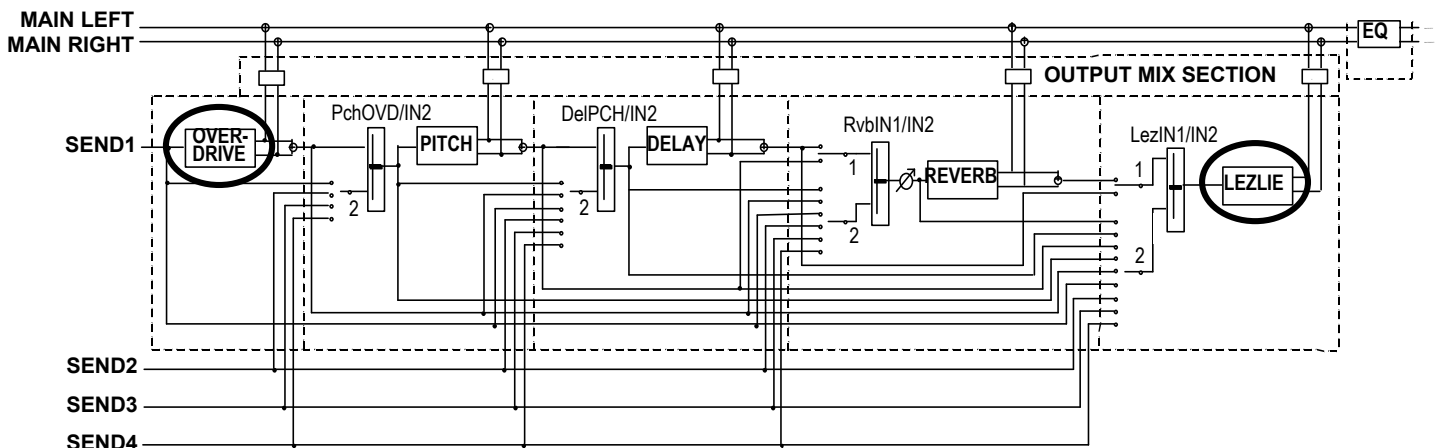 MAIN LEFT
MAIN RIGHT
EQ
OUTPUT MIX SECTION
PchOVD/IN2
DelPCH/IN2
RvbIN1/IN2
LezIN1/IN2
SEND1
OVER-
DRIVE
PITCH
DELAY
REVERB
LEZLIE
1
2
2
2
1
2
SEND2
SEND3
SEND4